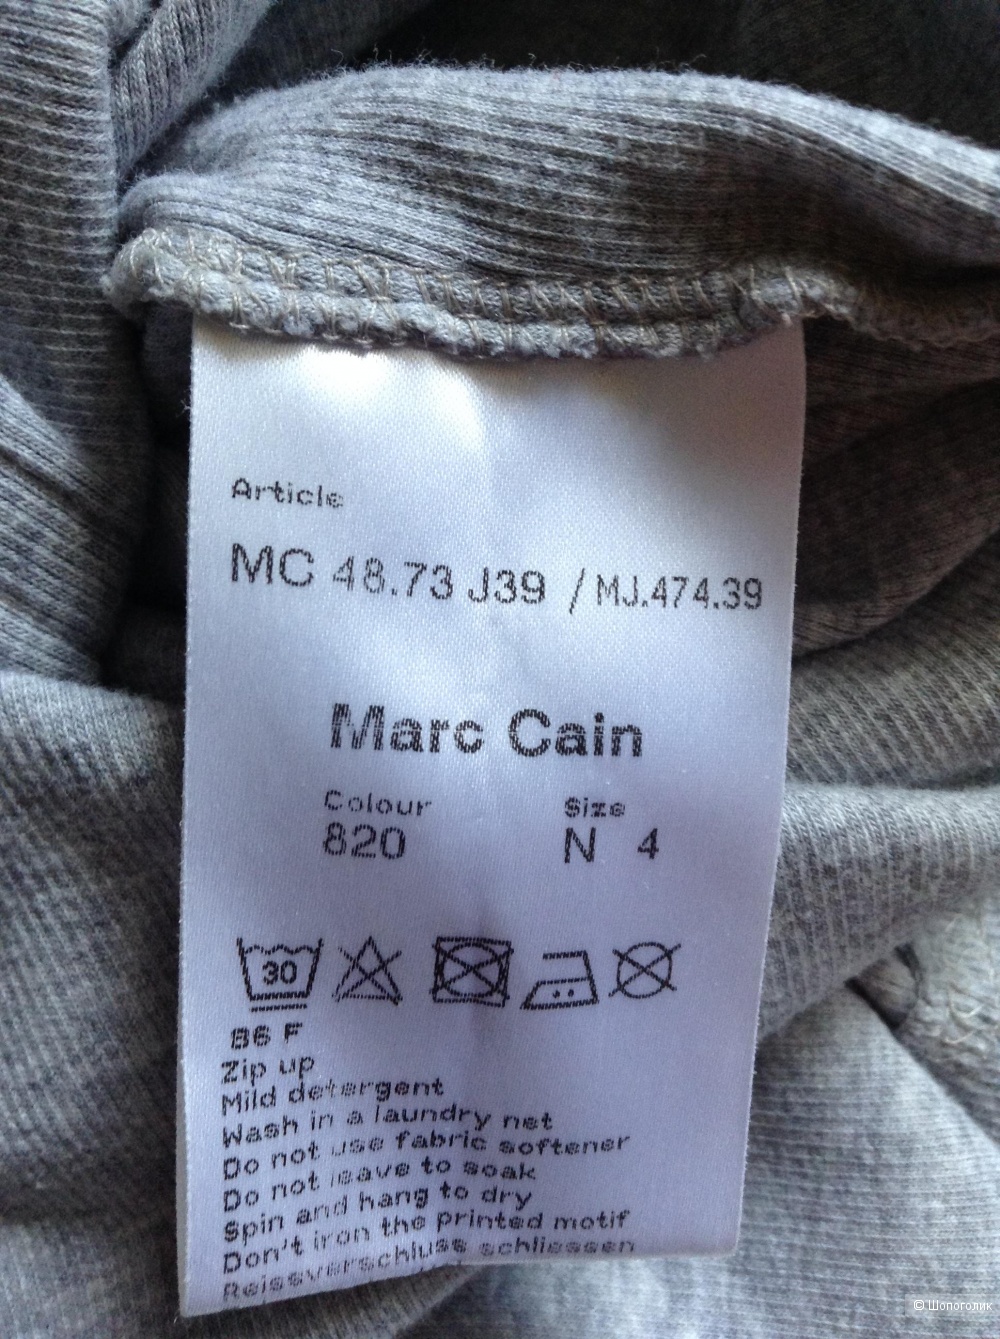 Article
MC 48.73 J39 / MJ.474.39
Marc Cain
Colour Size
820 N 4
30
86 F
Zip up
Mild detergent
Wash in a laundry net
Do not use fabric softener
Do not leave to soak
Spin and hang to dry
Don't iron the printed motif
Reissverschluss schliessen
© Шопоголик